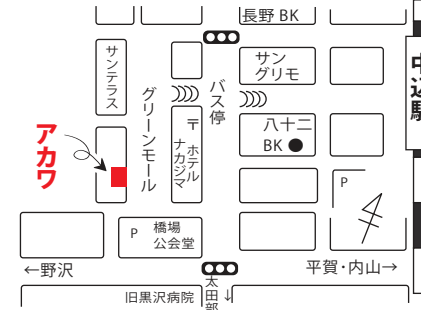 長野 BK
サンテラス
グリーンモール
〒
ホテル
ナカジマ
バス停
サン
グリモ
八十二
BK
中込駅
アカワ
P
P
橋場
公会堂
←野沢
太田部
↓
平賀・内山→
旧黒沢病院